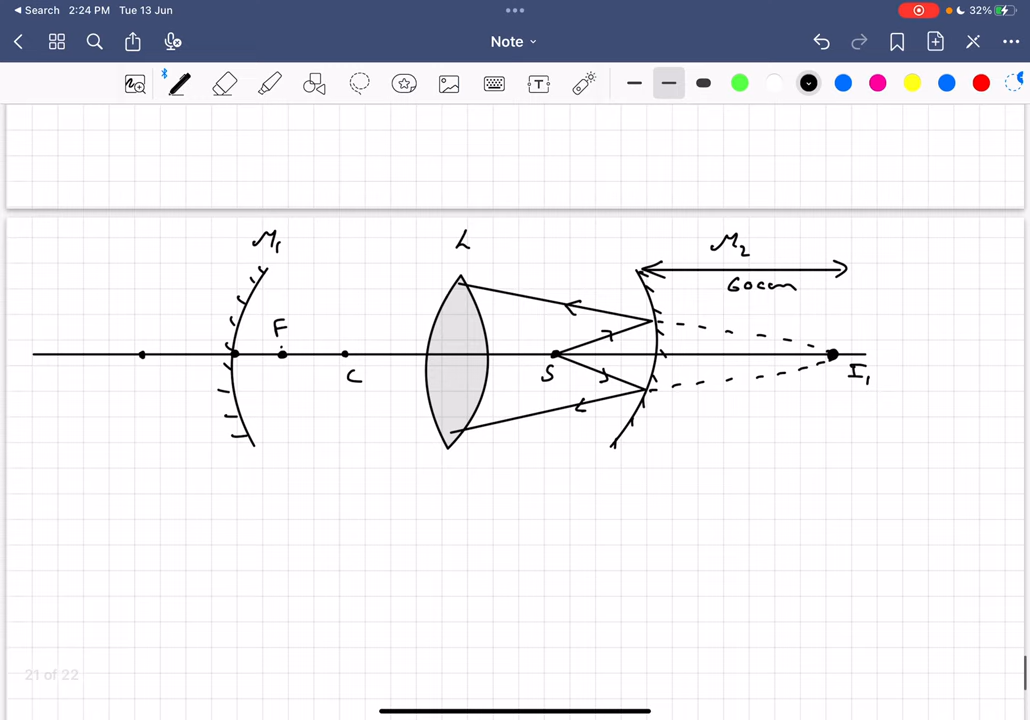 Search 2:24 PM Tue 13 Jun 32%
Note
T
M₁ L M₂
60cm
F
C S I₁
21 of 22